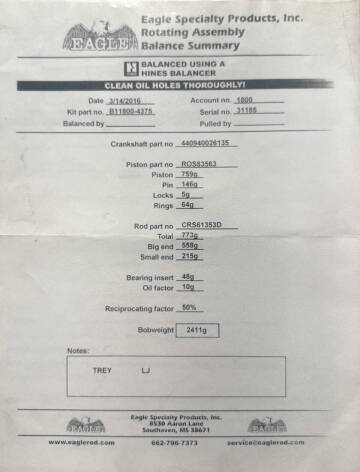 Eagle Specialty Products, Inc.
EAGLE Rotating Assembly
Balance Summary
BALANCED USING A
HINES BALANCER
CLEAN OIL HOLES THOROUGHLY!
Date 3/14/2016 Account no. 1800
Kit part no. B11800-4375 Serial no. 31185
Balanced by Pulled by
Crankshaft part no 440940026135
Piston part no ROS83563
Piston 759g
Pin 146g
Locks 5g
Rings 64g
Rod part no CRS61353D
Total 773g
Big end 558g
Small end 215g
Bearing insert 48g
Oil factor 10g
Reciprocating factor 50%
Bobweight 2411g
Notes:
TREY LJ
Eagle Specialty Products, Inc.
EAGLE 8530 Aaron Lane EAGLE
Southaven, MS 38671
www.eaglerod.com 662-796-7373 service@eaglerod.com